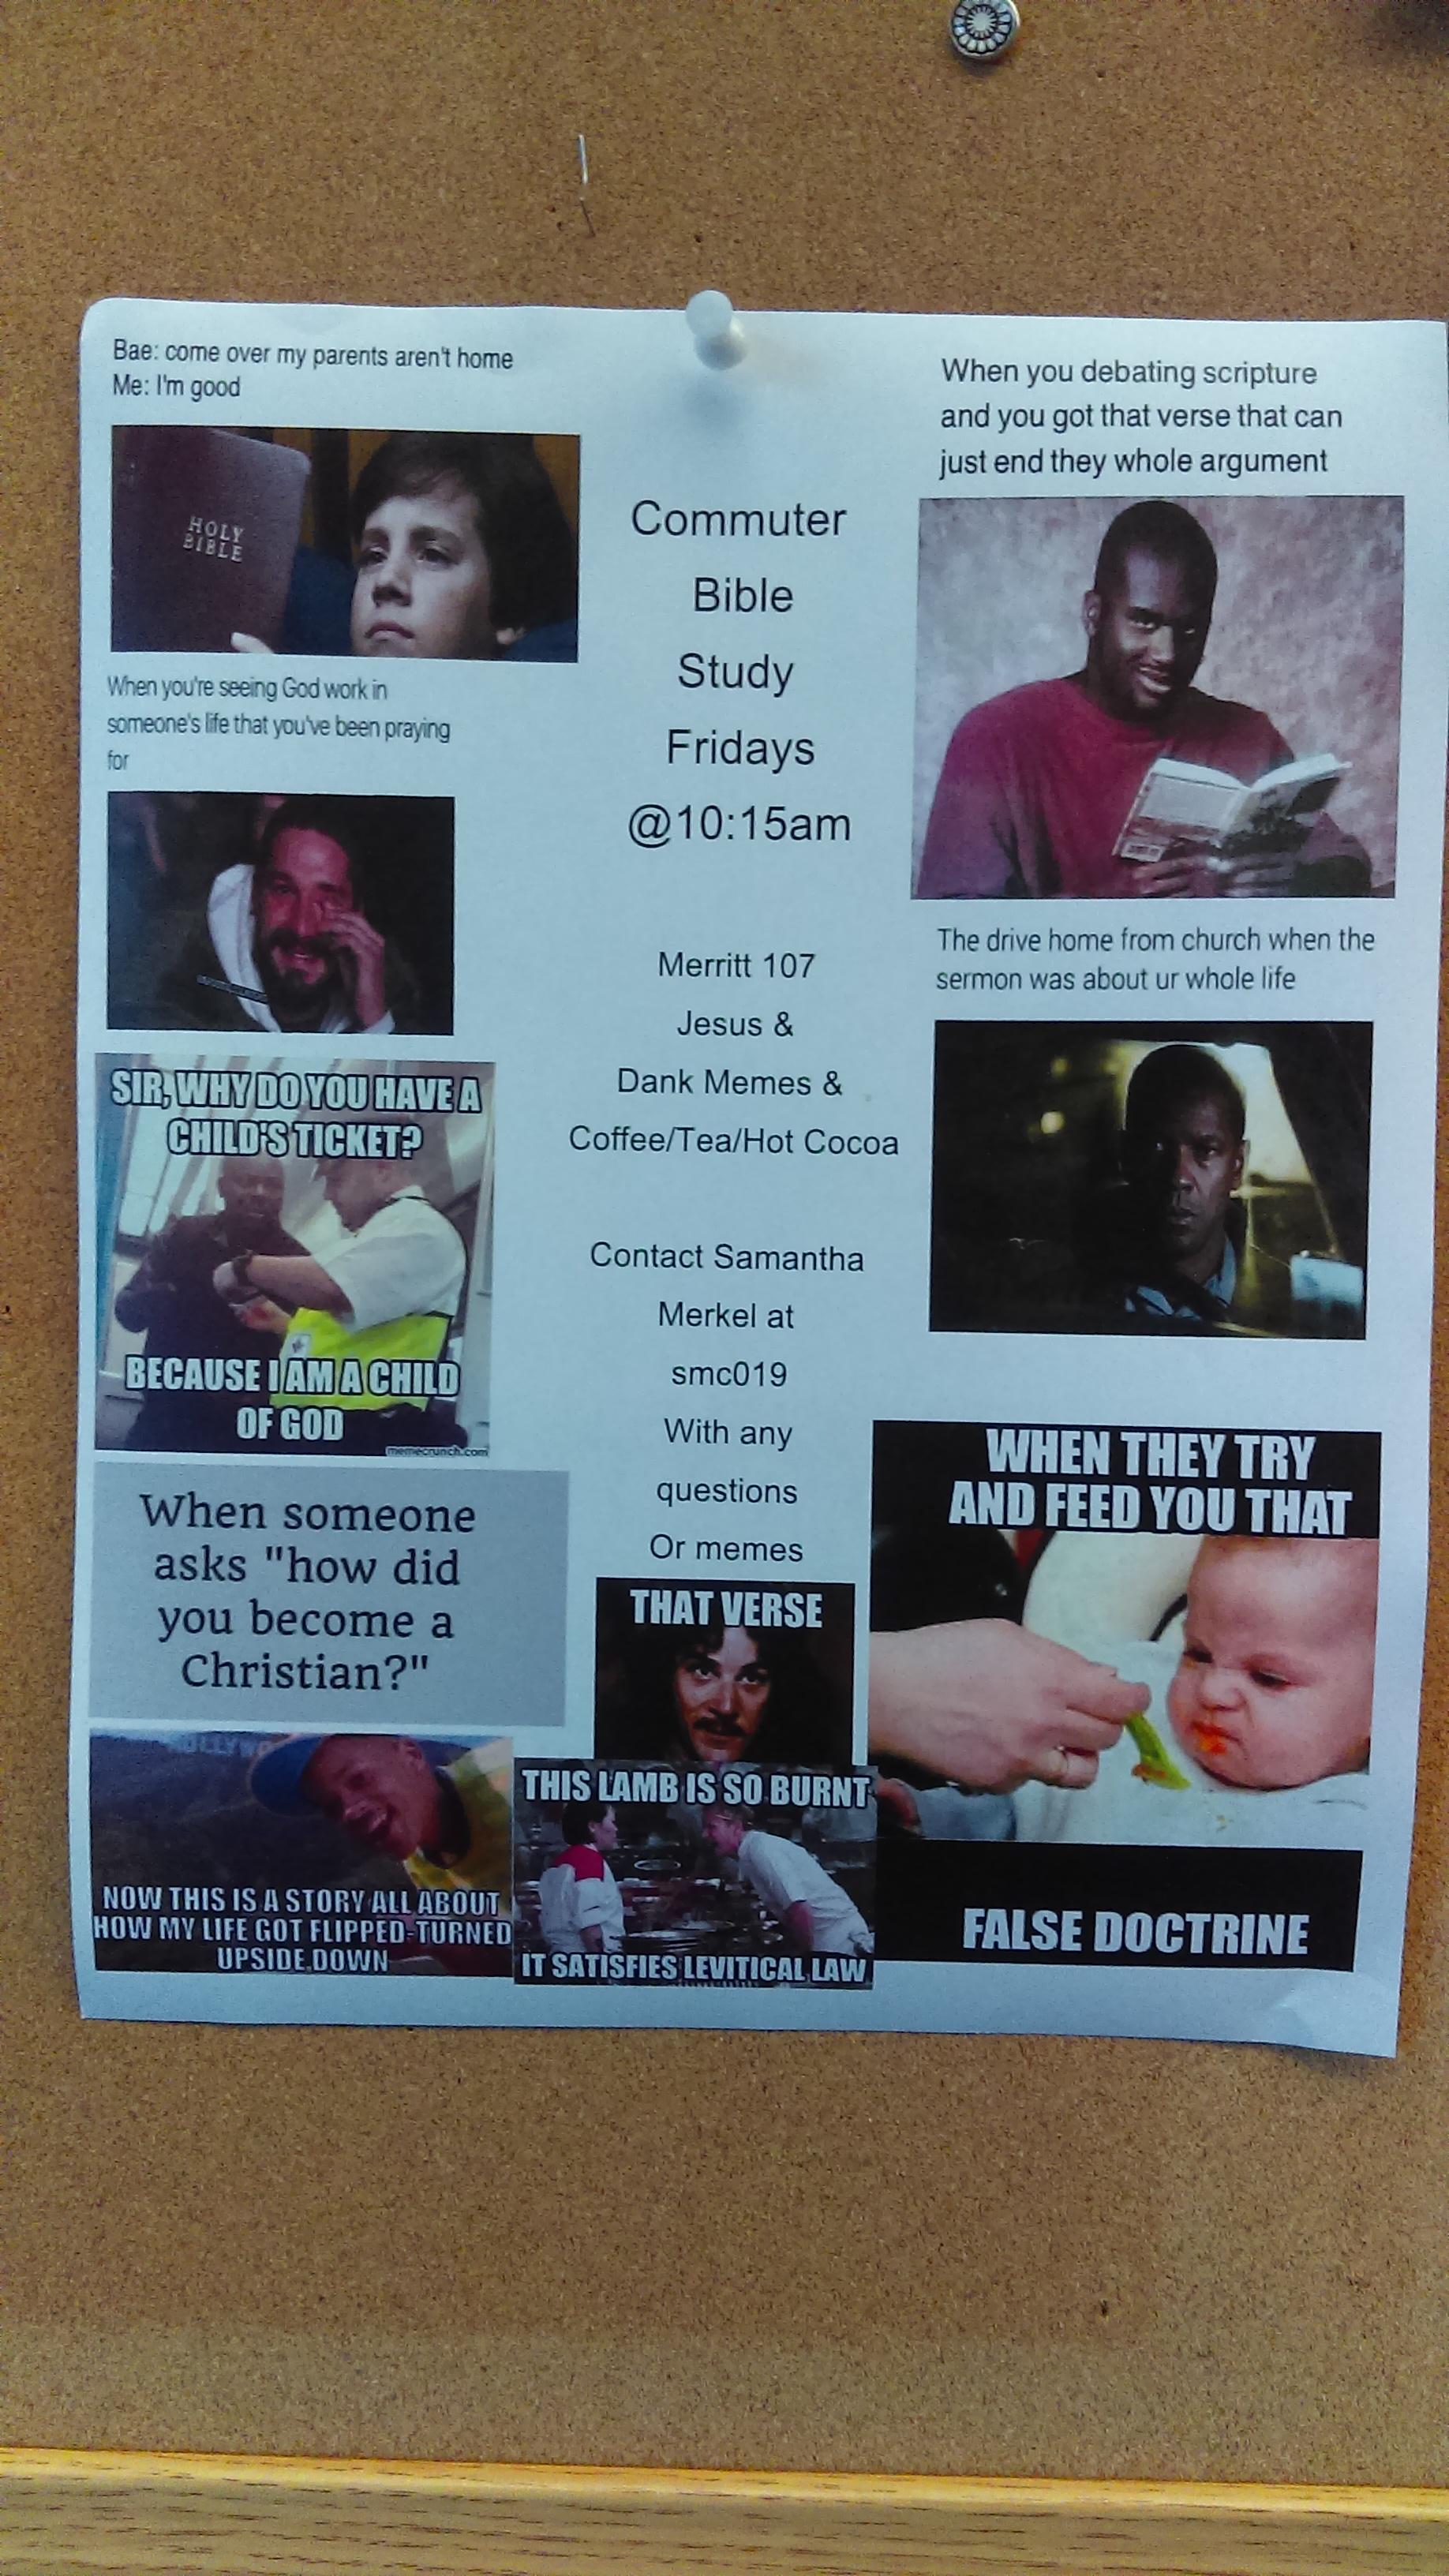 Bae: come over my parents aren't home
Me: I'm good
HOLY
BIBLE
When you're seeing God work in
someone's life that you've been praying
for
SIR, WHY DO YOU HAVE A
CHILD'S TICKET?
BECAUSE I AM A CHILD
OF GOD
memecrunch.com
When someone
asks "how did
you become a
Christian?"
HOLLYWO
NOW THIS IS A STORY ALL ABOUT
HOW MY LIFE GOT FLIPPED-TURNED
UPSIDE DOWN
Commuter
Bible
Study
Fridays
@10:15am
Merritt 107
Jesus &
Dank Memes &
Coffee/Tea/Hot Cocoa
Contact Samantha
Merkel at
smc019
With any
questions
Or memes
THAT VERSE
THIS LAMB IS SO BURNT
IT SATISFIES LEVITICAL LAW
When you debating scripture
and you got that verse that can
just end they whole argument
The drive home from church when the
sermon was about ur whole life
WHEN THEY TRY
AND FEED YOU THAT
FALSE DOCTRINE